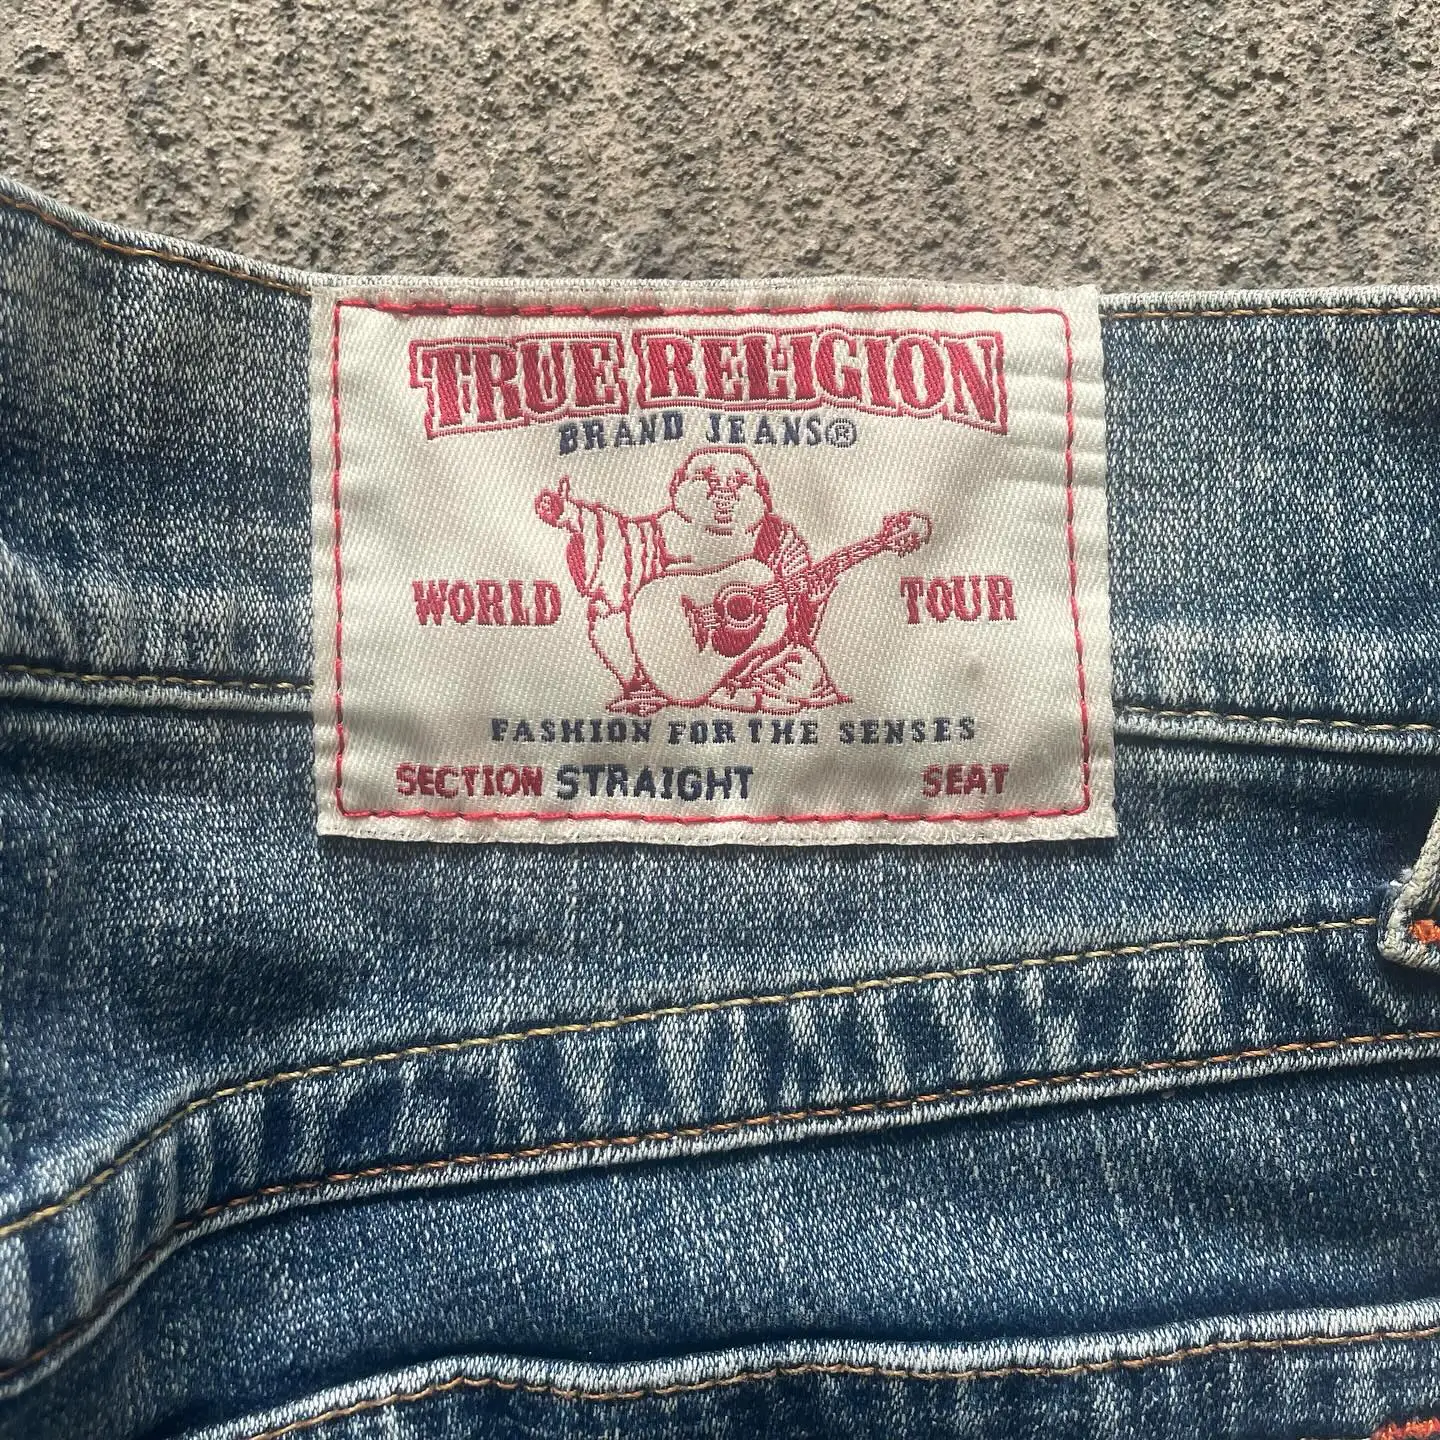 TRUE RELIGION
BRAND JEANS®
WORLD TOUR
FASHION FOR THE SENSES
SECTION STRAIGHT SEAT